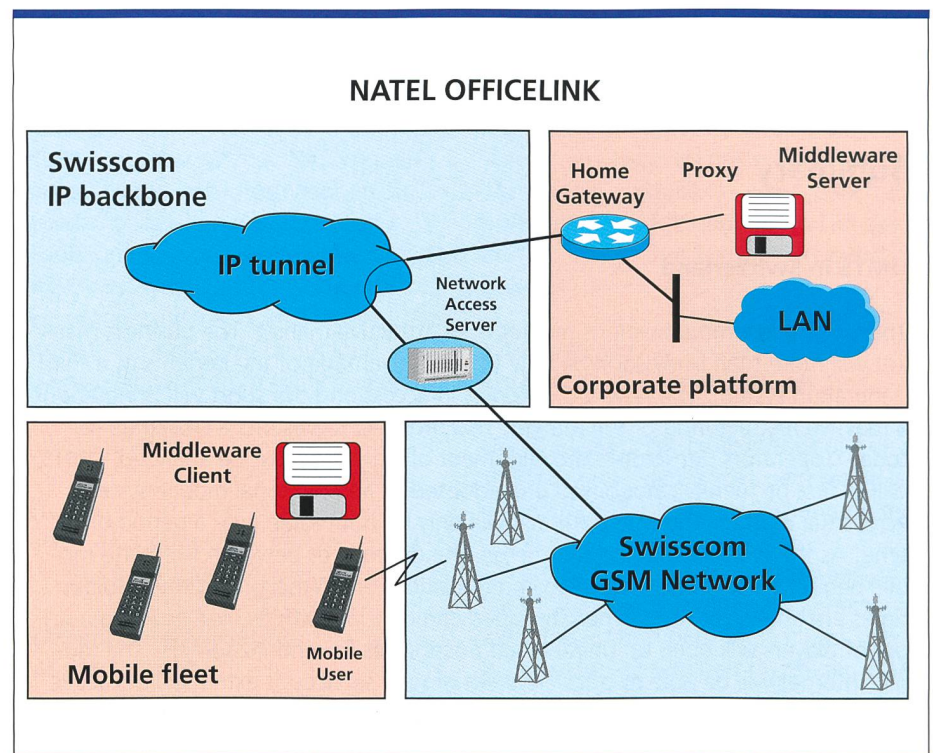 NATEL OFFICELINK
Swisscom
IP backbone
IP tunnel
Network
Access
Server
Home
Gateway
Proxy
Middleware
Server
LAN
Corporate platform
Middleware
Client
Mobile
User
Mobile fleet
Swisscom
GSM Network